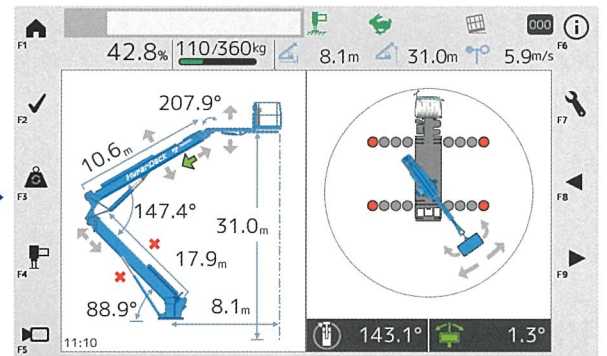 000
F1
F6
42.8% 110/360kg 8.1m 31.0m 5.9m/s
207.9°
F2
F7
10.6m
HyperDeck
F3
147.4°
F8
31.0m
17.9m
F4
F9
88.9° 8.1m
11:10
143.1° 1.3°
F5